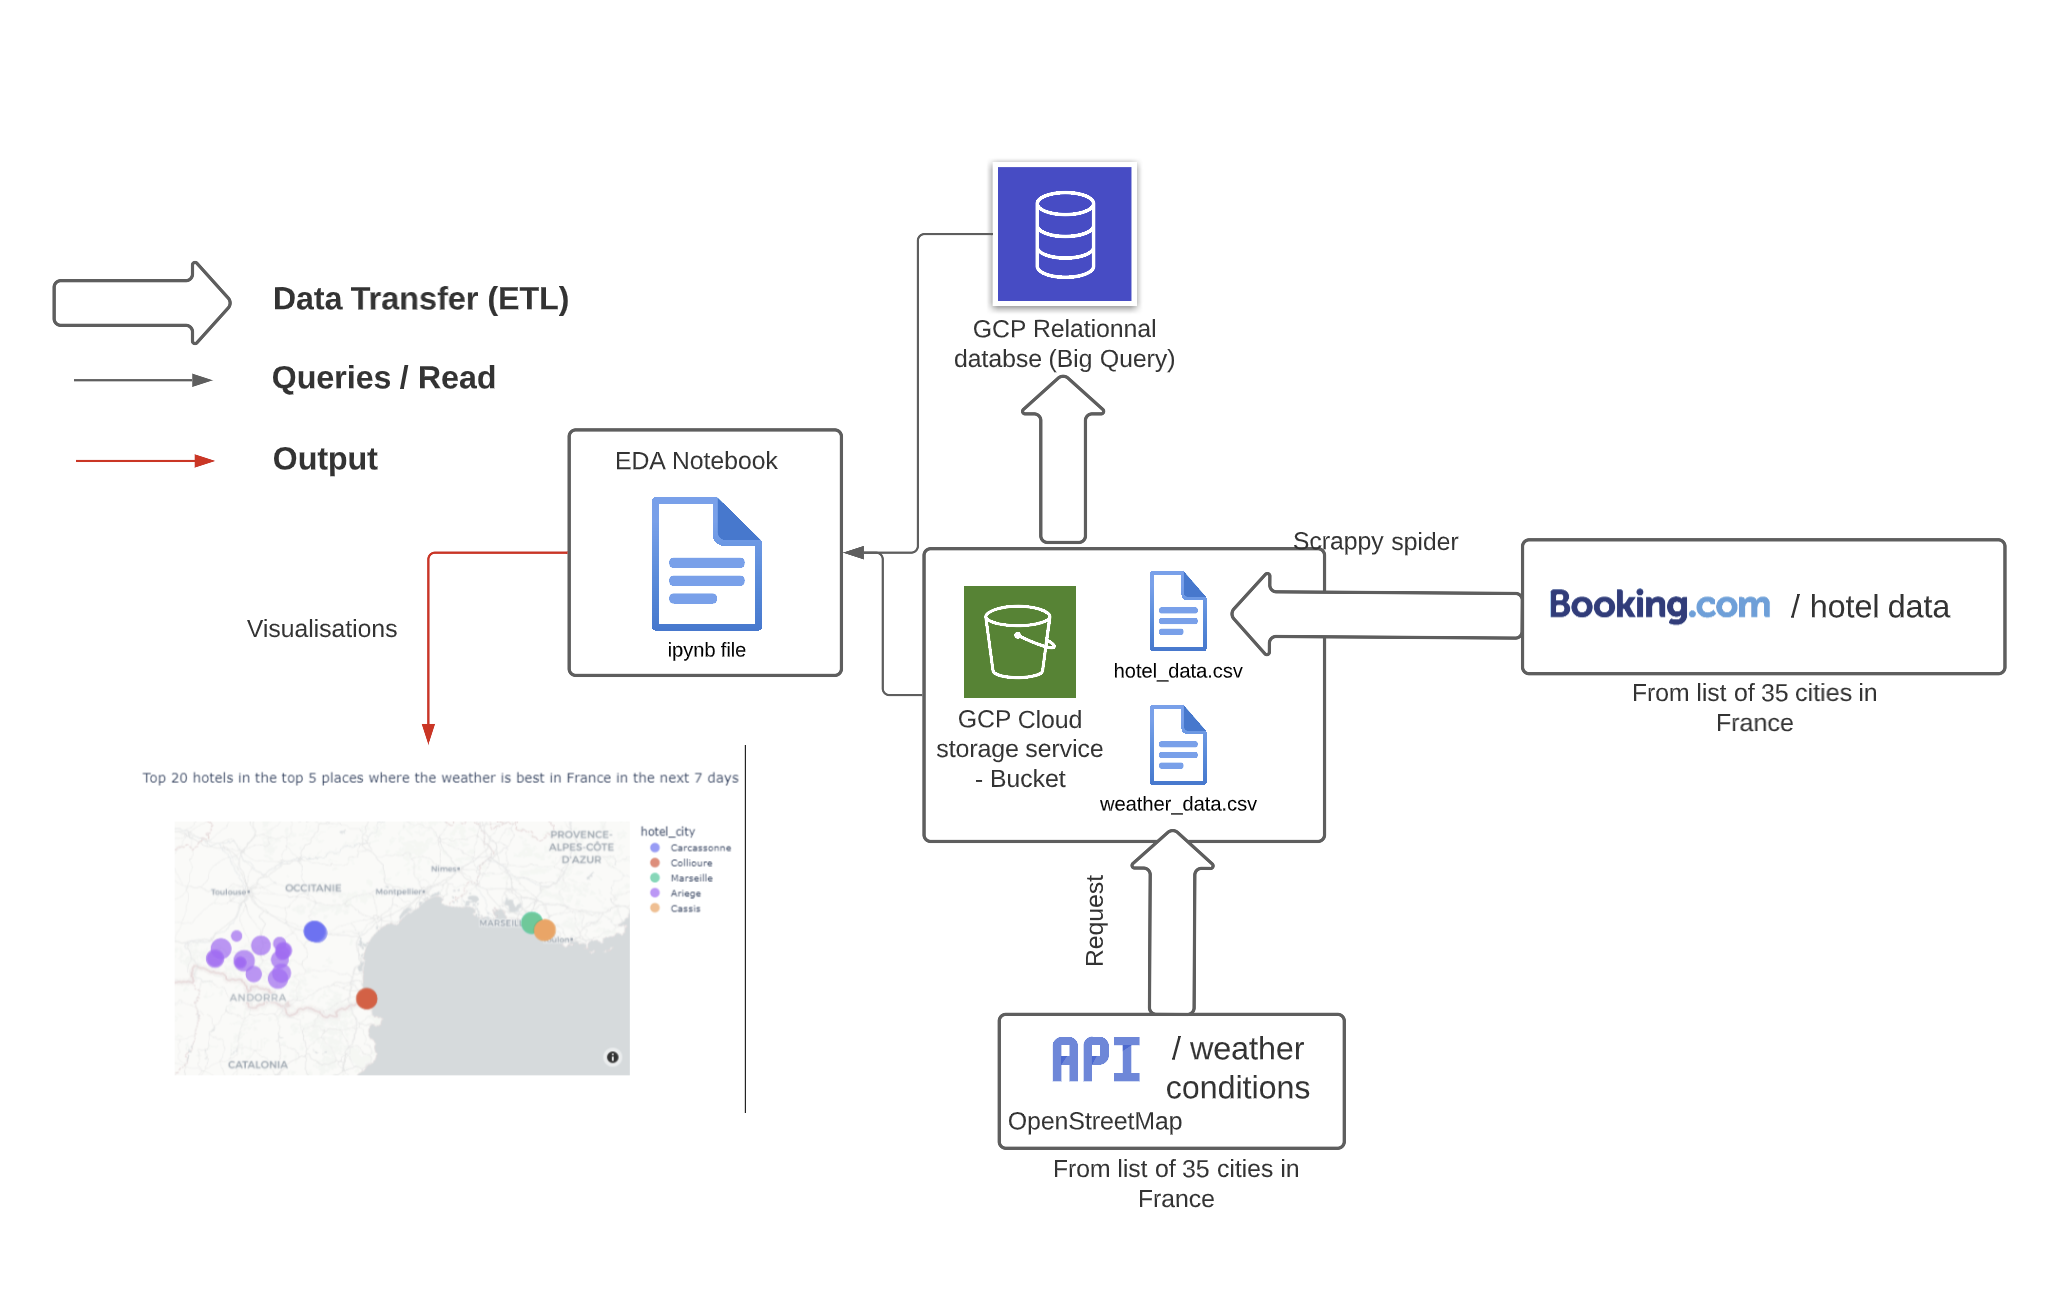 Data Transfer (ETL)
Queries / Read
Output
GCP Relationnal
databse (Big Query)
EDA Notebook
ipynb file
Visualisations
Scrappy spider
Booking.com / hotel data
From list of 35 cities in
France
hotel_data.csv
GCP Cloud
storage service
- Bucket
weather_data.csv
Request
API / weather
conditions
OpenStreetMap
From list of 35 cities in
France
Top 20 hotels in the top 5 places where the weather is best in France in the next 7 days
hotel_city
Carcassonne
Collioure
Marseille
Ariege
Cassis
PROVENCE-
ALPES-CÔTE
D'AZUR
Nimes
Toulouse
OCCITANIE
Montpellier
MARSEIL
ANDORRA
CATALONIA